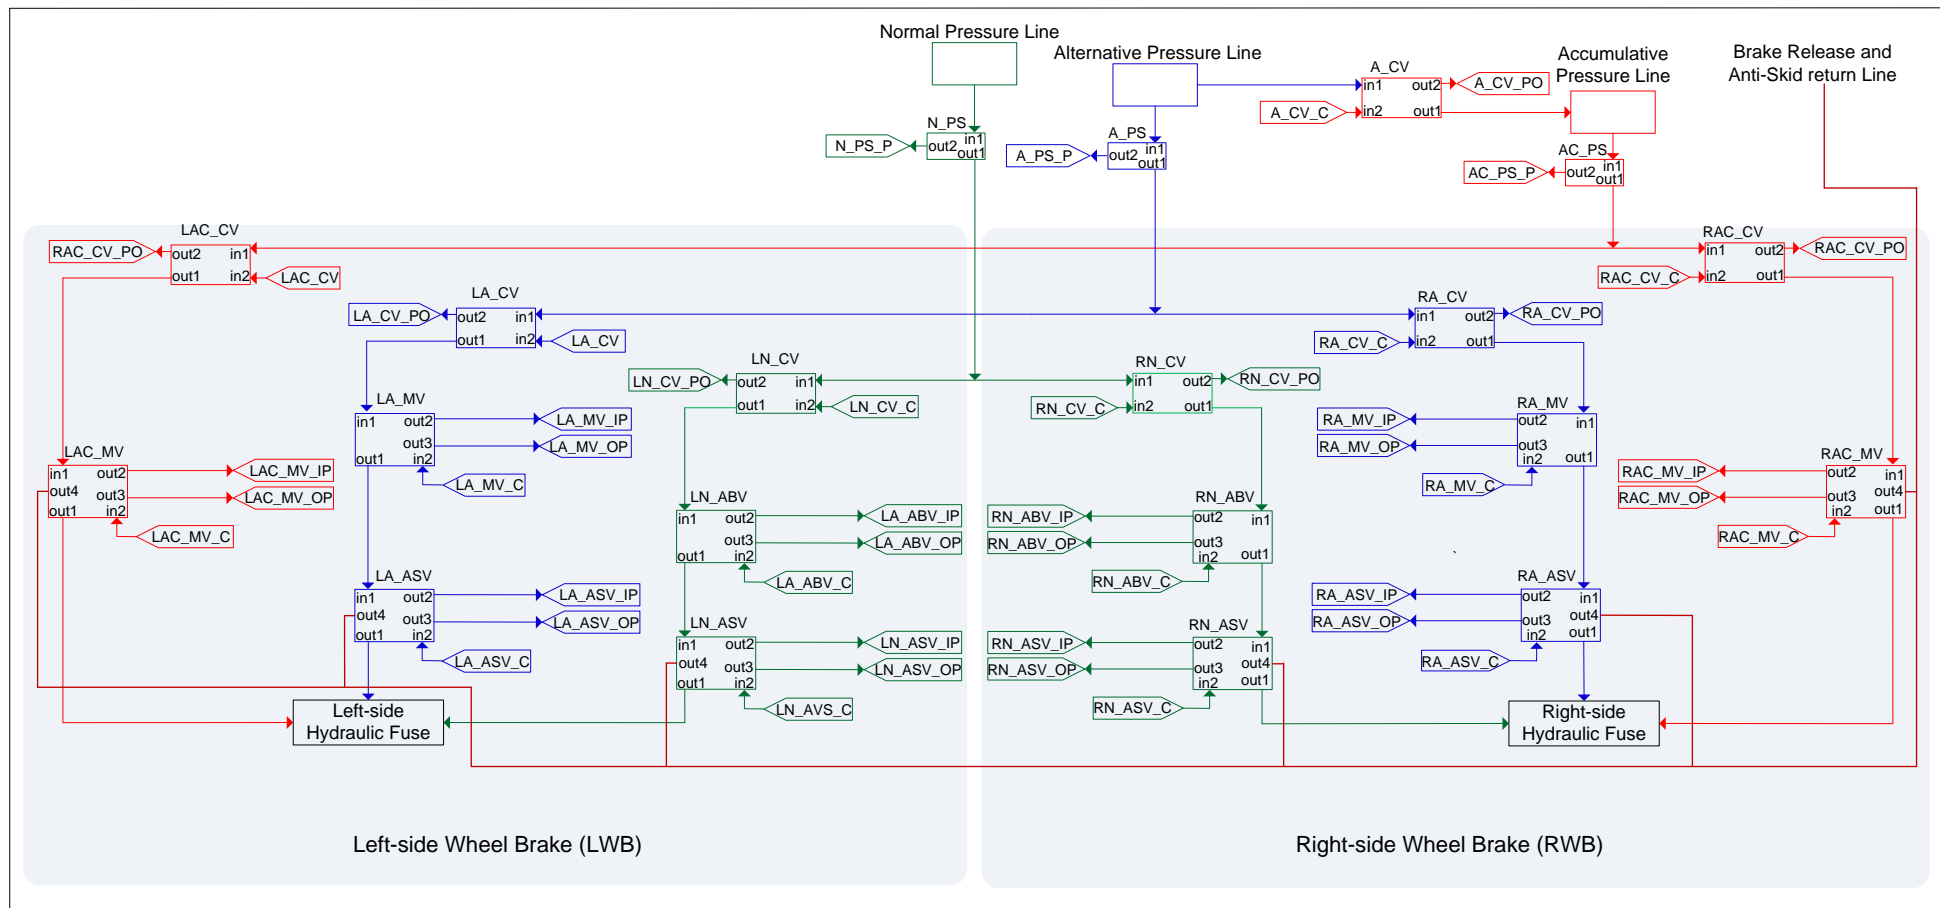 Normal Pressure Line
Alternative Pressure Line
Accumulative
Pressure Line
Brake Release and
Anti-Skid return Line
A_CV
in1
out2
in2
out1
A_CV_PO
A_CV_C
N_PS
in1
out2
out1
N_PS_P
A_PS
in1
out2
out1
A_PS_P
AC_PS
in1
out2
out1
AC_PS_P
LAC_CV
out2
in1
out1
in2
RAC_CV_PO
LAC_CV
LA_CV
out2
in1
out1
in2
LA_CV_PO
LA_CV
LN_CV
out2
in1
out1
in2
LN_CV_PO
LN_CV_C
LA_MV
in1
out2
out3
out1
in2
LA_MV_IP
LA_MV_OP
LA_MV_C
LAC_MV
in1
out2
out4
out3
out1
in2
LAC_MV_IP
LAC_MV_OP
LAC_MV_C
LN_ABV
in1
out2
out3
out1
in2
LA_ABV_IP
LA_ABV_OP
LA_ABV_C
LA_ASV
in1
out2
out4
out3
out1
in2
LA_ASV_IP
LA_ASV_OP
LA_ASV_C
LN_ASV
in1
out2
out4
out3
out1
in2
LN_ASV_IP
LN_ASV_OP
LN_AVS_C
Left-side
Hydraulic Fuse
Left-side Wheel Brake (LWB)
RAC_CV
in1
out2
in2
out1
RAC_CV_PO
RAC_CV_C
RA_CV
in1
out2
in2
out1
RA_CV_PO
RA_CV_C
RN_CV
in1
out2
in2
out1
RN_CV_PO
RN_CV_C
RA_MV
out2
in1
out3
in2
out1
RA_MV_IP
RA_MV_OP
RA_MV_C
RAC_MV
out2
in1
out3
out4
in2
out1
RAC_MV_IP
RAC_MV_OP
RAC_MV_C
RN_ABV
out2
in1
out3
in2
out1
RN_ABV_IP
RN_ABV_OP
RN_ABV_C
`
RA_ASV
out2
in1
out3
out4
in2
out1
RA_ASV_IP
RA_ASV_OP
RA_ASV_C
RN_ASV
out2
in1
out3
out4
in2
out1
RN_ASV_IP
RN_ASV_OP
RN_ASV_C
Right-side
Hydraulic Fuse
Right-side Wheel Brake (RWB)